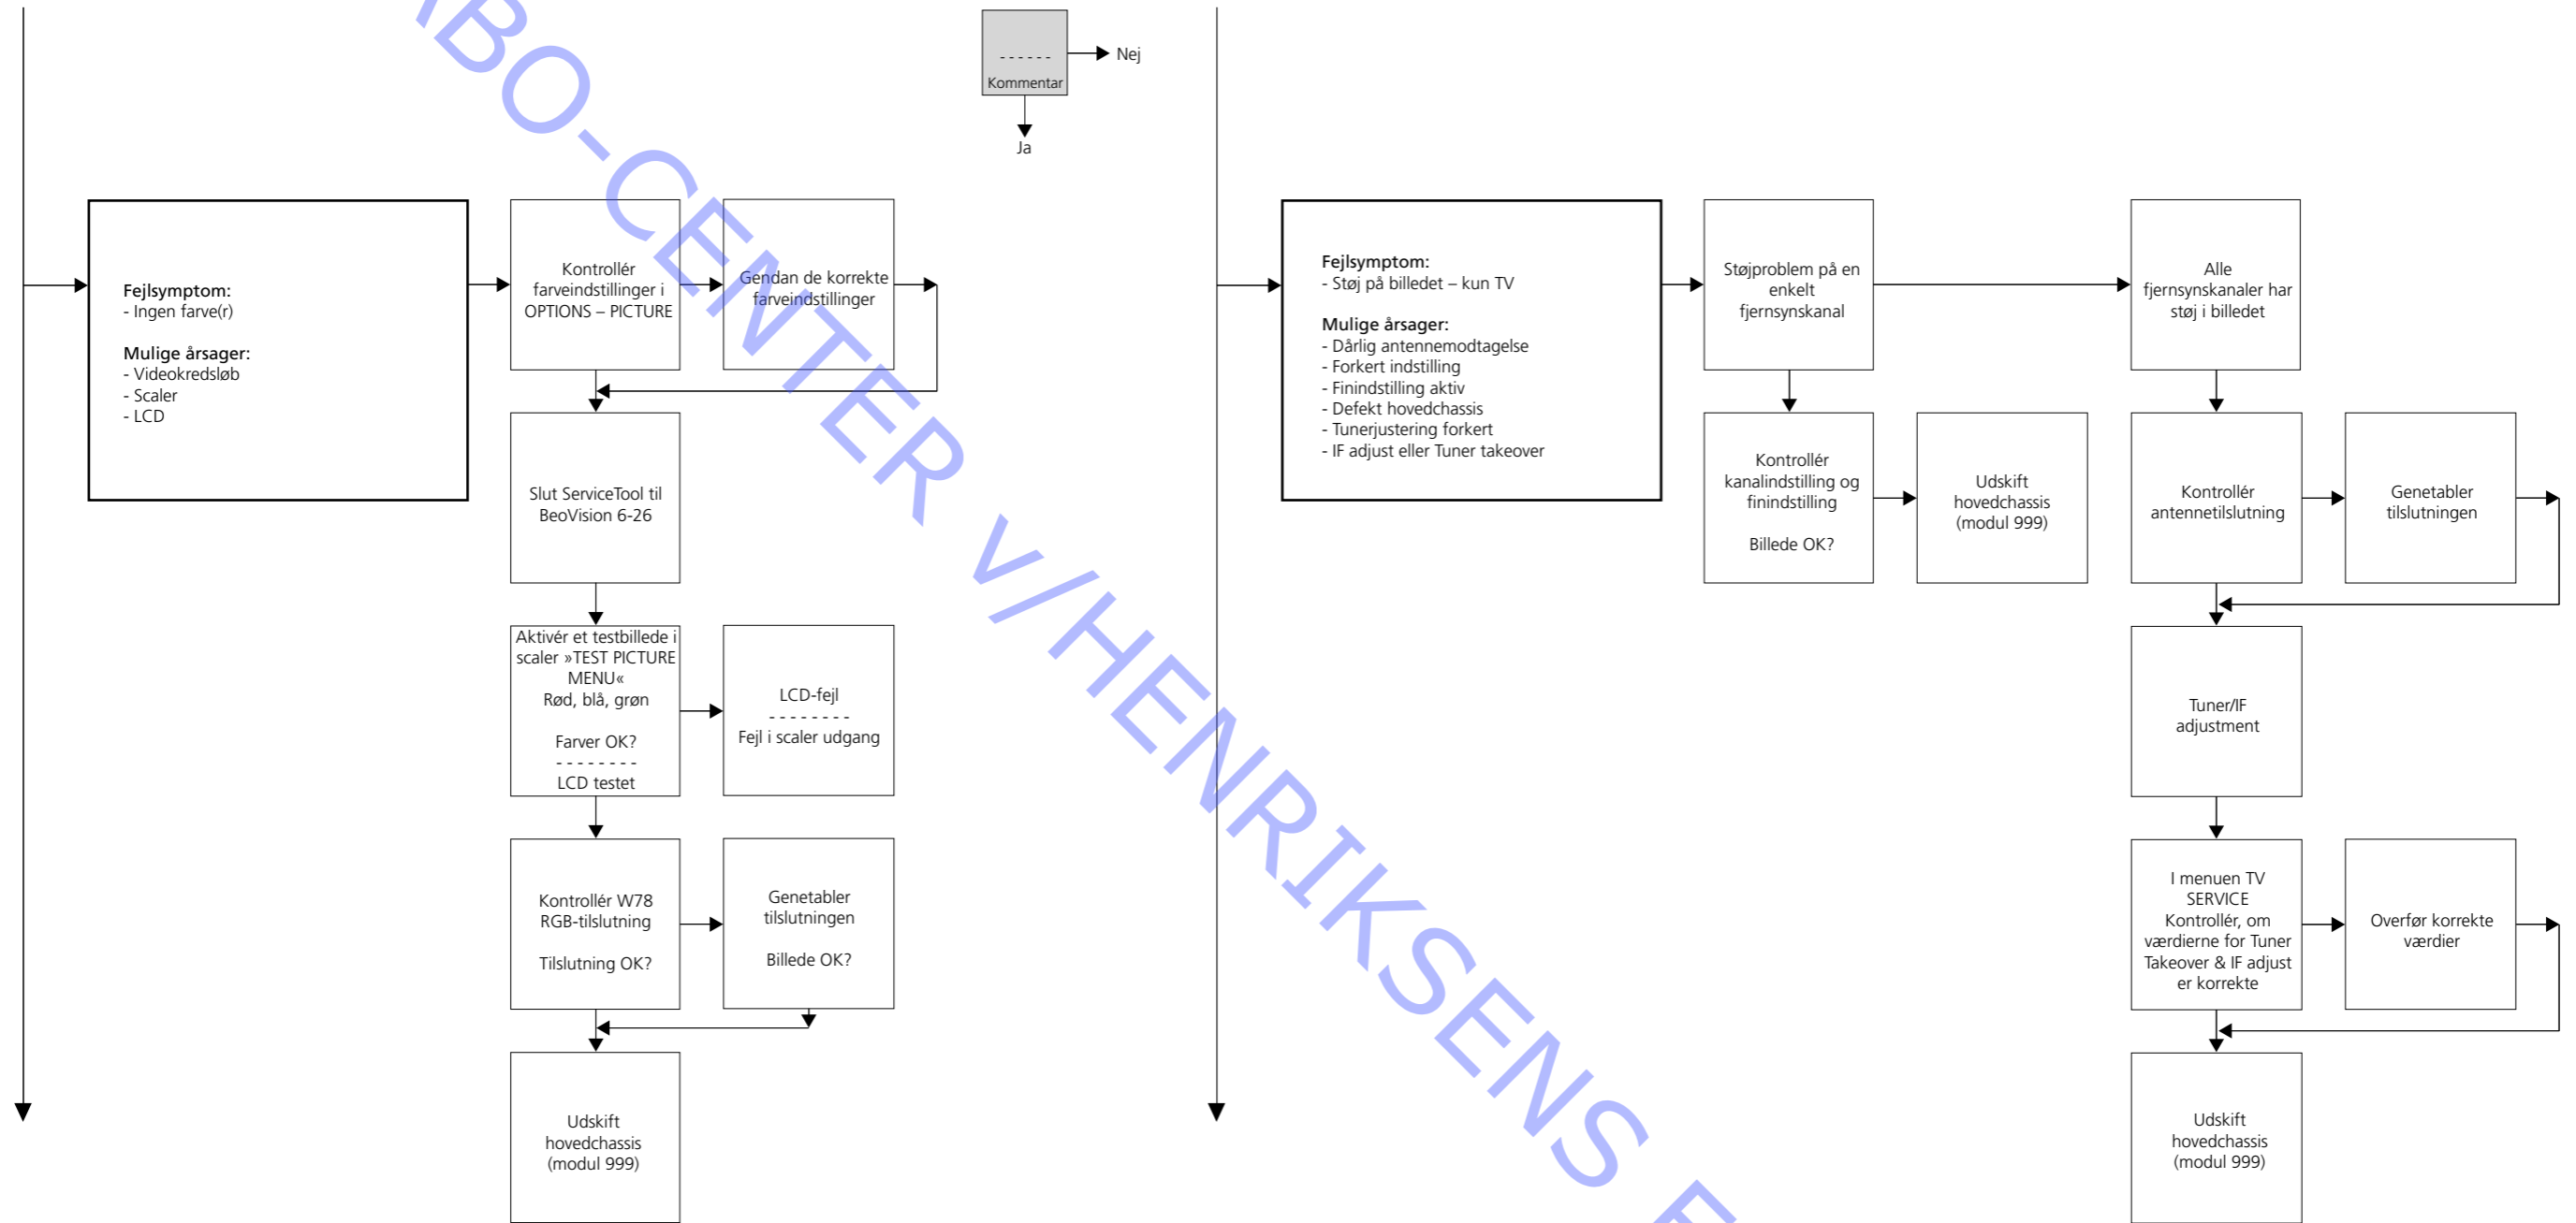 - - - - - -
Kommentar
Nej
Ja
Fejlsymptom:
- Ingen farve(r)
Mulige årsager:
- Videokredsløb
- Scaler
- LCD
Kontrollér
farveindstillinger i
OPTIONS – PICTURE
Gendan de korrekte
farveindstillinger
Slut ServiceTool til
BeoVision 6-26
Aktivér et testbillede i
scaler »TEST PICTURE
MENU«
Rød, blå, grøn
Farver OK?
- - - - - - - -
LCD testet
LCD-fejl
- - - - - - - -
Fejl i scaler udgang
Kontrollér W78
RGB-tilslutning
Tilslutning OK?
Genetabler
tilslutningen
Billede OK?
Udskift
hovedchassis
(modul 999)
Fejlsymptom:
- Støj på billedet – kun TV
Mulige årsager:
- Dårlig antennemodtagelse
- Forkert indstilling
- Finindstilling aktiv
- Defekt hovedchassis
- Tunerjustering forkert
- IF adjust eller Tuner takeover
Støjproblem på en
enkelt
fjernsynskanal
Alle
fjernsynskanaler har
støj i billedet
Kontrollér
kanalindstilling og
finindstilling
Billede OK?
Udskift
hovedchassis
(modul 999)
Kontrollér
antennetilslutning
Genetabler
tilslutningen
Tuner/IF
adjustment
I menuen TV
SERVICE
Kontrollér, om
værdierne for Tuner
Takeover & IF adjust
er korrekte
Overfør korrekte
værdier
Udskift
hovedchassis
(modul 999)
BO-CENTER v/HENRIKSENS